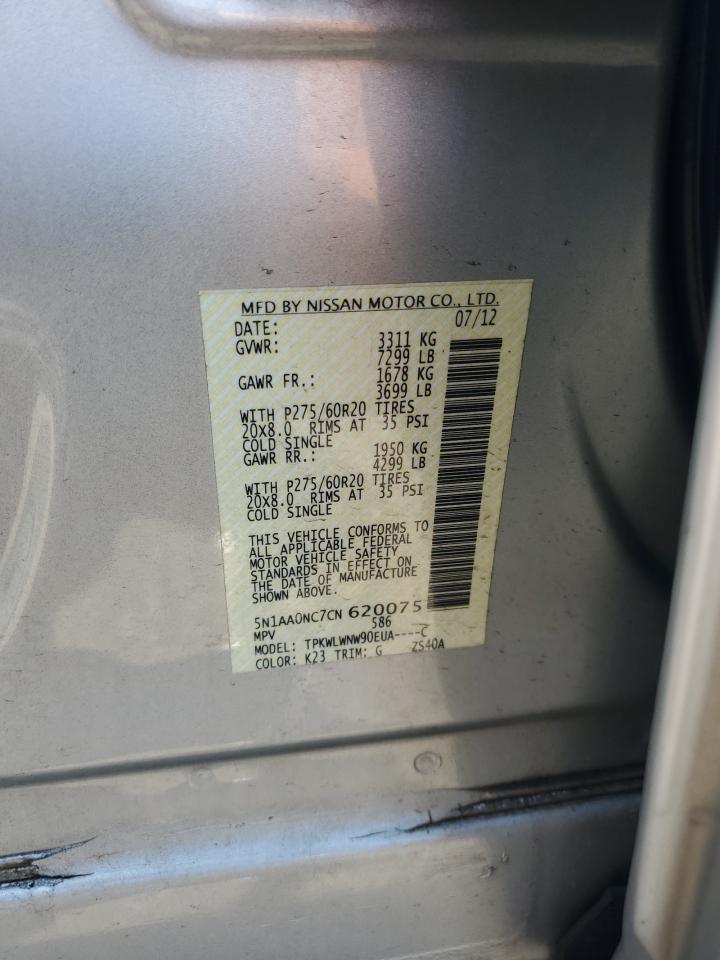 MFD BY NISSAN MOTOR CO., LTD.
DATE: 07/12
GVWR: 3311 KG
7299 LB
GAWR FR.: 1678 KG
3699 LB
WITH P275/60R20 TIRES
20X8.0 RIMS AT 35 PSI
COLD SINGLE
GAWR RR.: 1950 KG
4299 LB
WITH P275/60R20 TIRES
20X8.0 RIMS AT 35 PSI
COLD SINGLE
THIS VEHICLE CONFORMS TO
ALL APPLICABLE FEDERAL
MOTOR VEHICLE SAFETY
STANDARDS IN EFFECT ON
THE DATE OF MANUFACTURE
SHOWN ABOVE.
5N1AA0NC7CN 620075
MPV 586
MODEL: TPKWLWNW90EUA----C
COLOR: K23 TRIM: G ZS40A